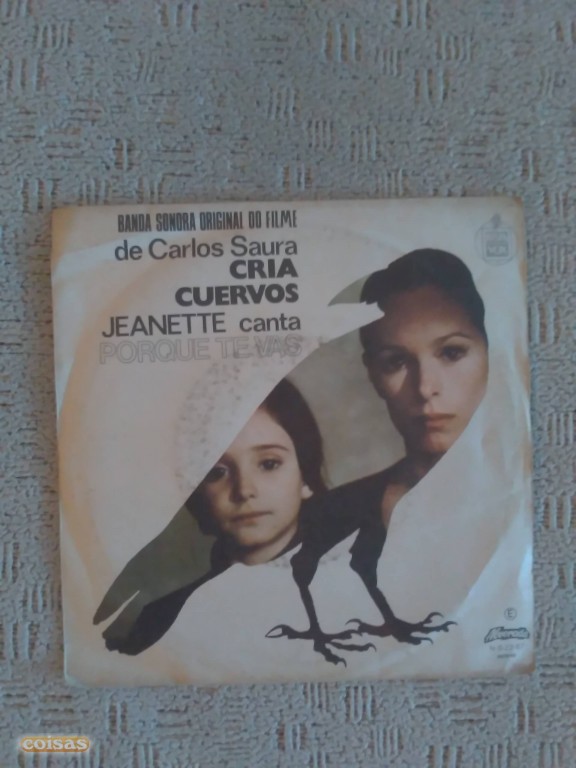 BANDA SONORA ORIGINAL DO FILME
de Carlos Saura
CRIA
CUERVOS
JEANETTE canta
PORQUE TE VAS
E
coisas